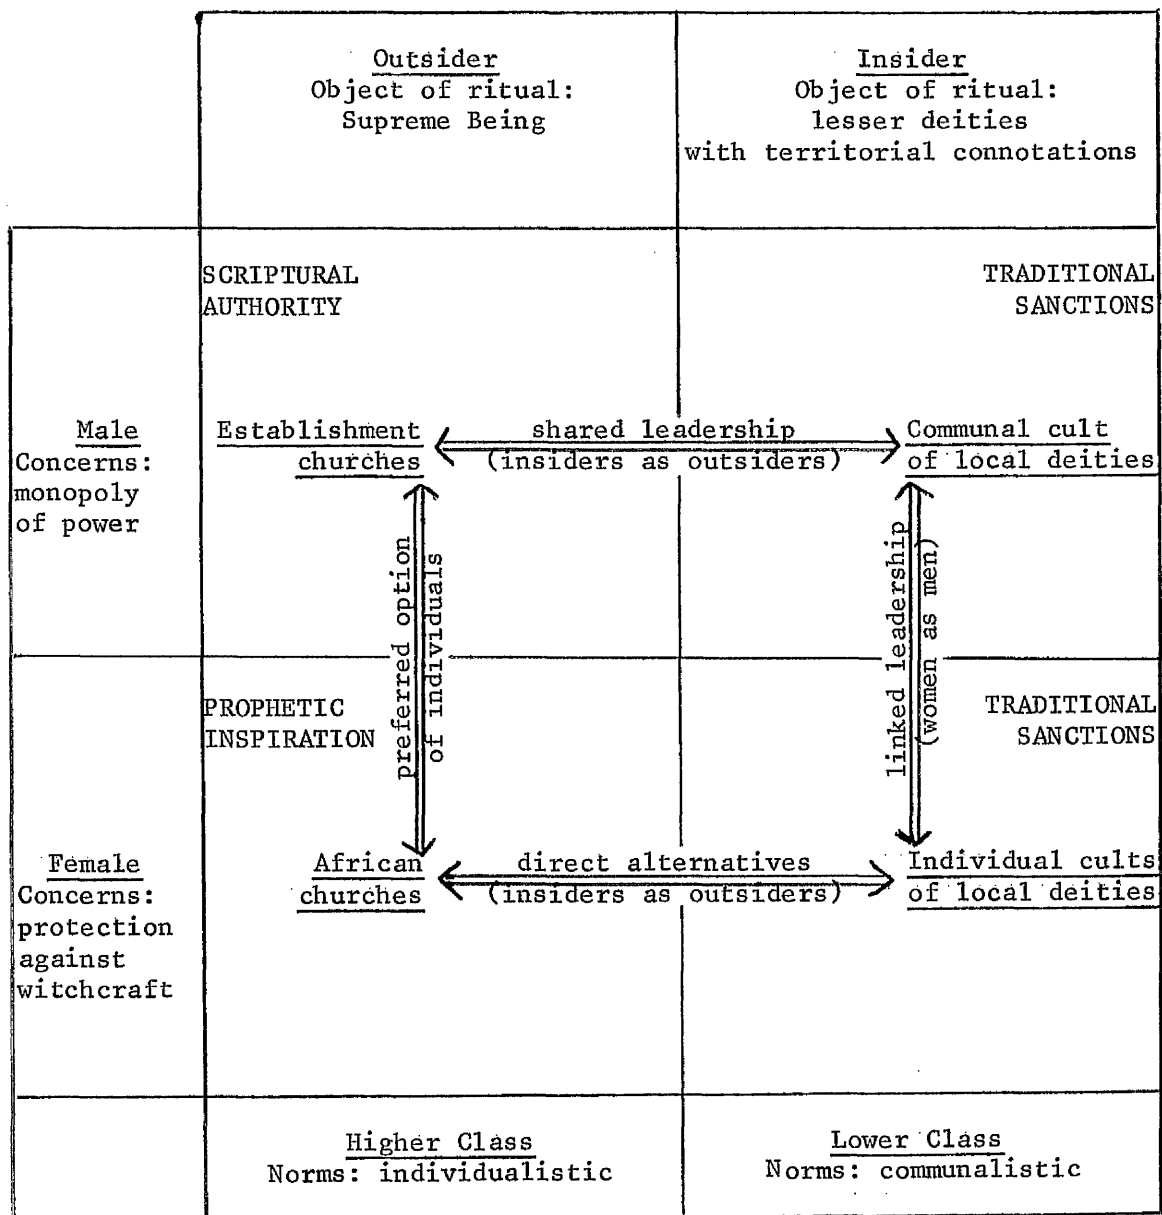 Outsider
Object of ritual:
Supreme Being
Insider
Object of ritual:
lesser deities
with territorial connotations
SCRIPTURAL
AUTHORITY
TRADITIONAL
SANCTIONS
Male
Concerns:
monopoly
of power
Establishment
churches
shared leadership
(insiders as outsiders)
Communal cult
of local deities
preferred option
of individuals
linked leadership
(women as men)
PROPHETIC
INSPIRATION
TRADITIONAL
SANCTIONS
Female
Concerns:
protection
against
witchcraft
African
churches
direct alternatives
(insiders as outsiders)
Individual cults
of local deities
Higher Class
Norms: individualistic
Lower Class
Norms: communalistic